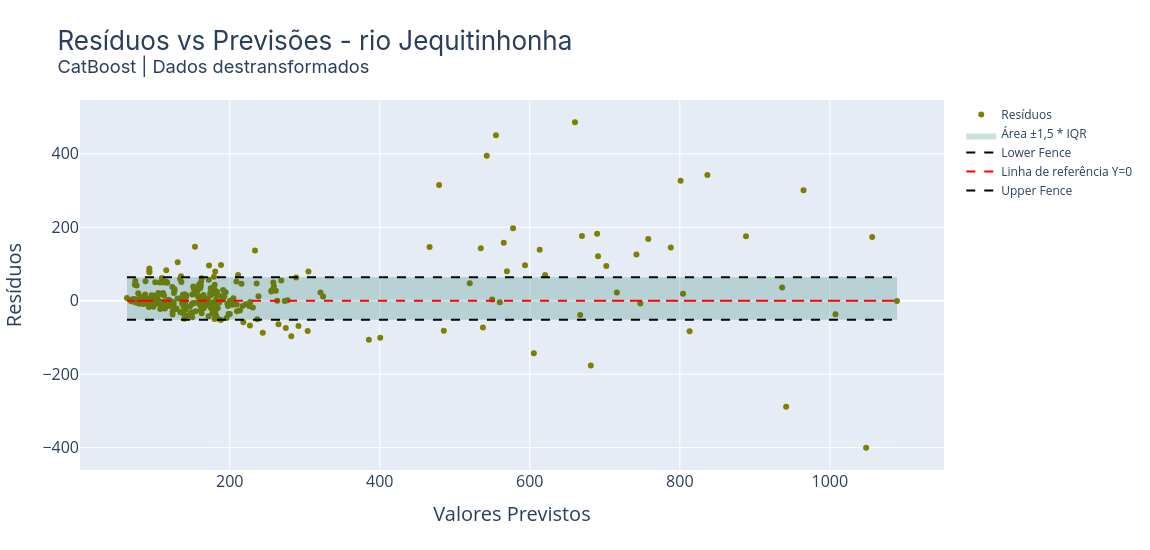 Resíduos vs Previsões - rio Jequitinhonha
CatBoost | Dados destransformados
Resíduos
Área ±1,5 * IQR
Lower Fence
Linha de referência Y=0
Upper Fence
Resíduos
400
200
0
−200
−400
200
400
600
800
1000
Valores Previstos